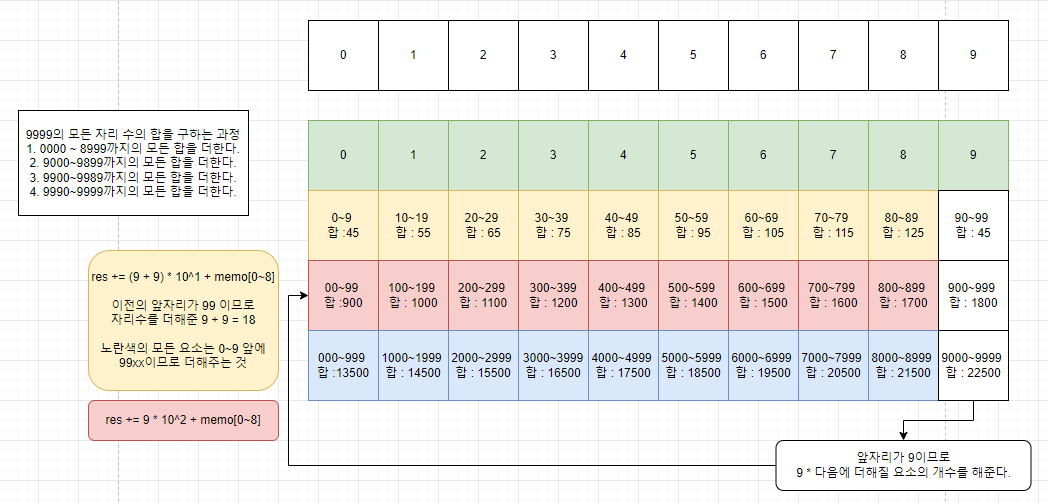 0 1 2 3 4 5 6 7 8 9
9999의 모든 자리 수의 합을 구하는 과정
1. 0000 ~ 8999까지의 모든 합을 더한다.
2. 9000~9899까지의 모든 합을 더한다.
3. 9900~9989까지의 모든 합을 더한다.
4. 9990~9999까지의 모든 합을 더한다.
0 1 2 3 4 5 6 7 8 9
0~9 10~19 20~29 30~39 40~49 50~59 60~69 70~79 80~89 90~99
합 :45 합 : 55 합 : 65 합 : 75 합 : 85 합 : 95 합 : 105 합 : 115 합 : 125 합 : 45
00~99 100~199 200~299 300~399 400~499 500~599 600~699 700~799 800~899 900~999
합 :900 합 : 1000 합 : 1100 합 : 1200 합 : 1300 합 : 1400 합 : 1500 합 : 1600 합 : 1700 합 : 1800
000~999 1000~1999 2000~2999 3000~3999 4000~4999 5000~5999 6000~6999 7000~7999 8000~8999 9000~9999
합 :13500 합 : 14500 합 : 15500 합 : 16500 합 : 17500 합 : 18500 합 : 19500 합 : 20500 합 : 21500 합 : 22500
res += (9 + 9) * 10^1 + memo[0~8]
이전의 앞자리가 99 이므로
자리수를 더해준 9 + 9 = 18
노란색의 모든 요소는 0~9 앞에
99xx이므로 더해주는 것
res += 9 * 10^2 + memo[0~8]
앞자리가 9이므로
9 * 다음에 더해질 요소의 개수를 해준다.